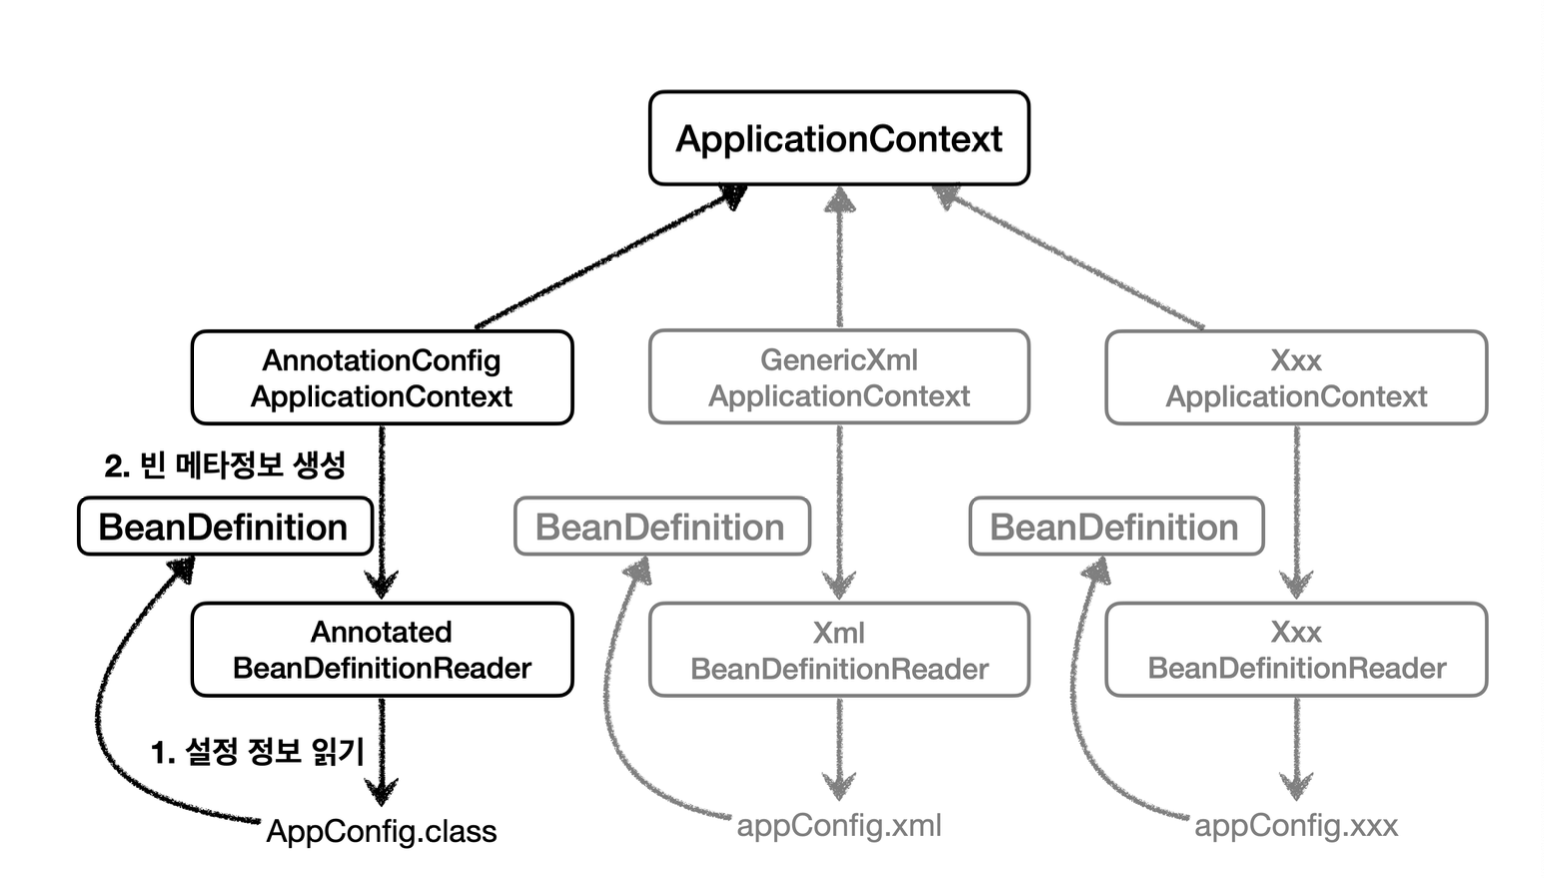 ApplicationContext
AnnotationConfig
ApplicationContext
GenericXml
ApplicationContext
Xxx
ApplicationContext
2. 빈 메타정보 생성
BeanDefinition
BeanDefinition
BeanDefinition
Annotated
BeanDefinitionReader
Xml
BeanDefinitionReader
Xxx
BeanDefinitionReader
1. 설정 정보 읽기
AppConfig.class
appConfig.xml
appConfig.xxx